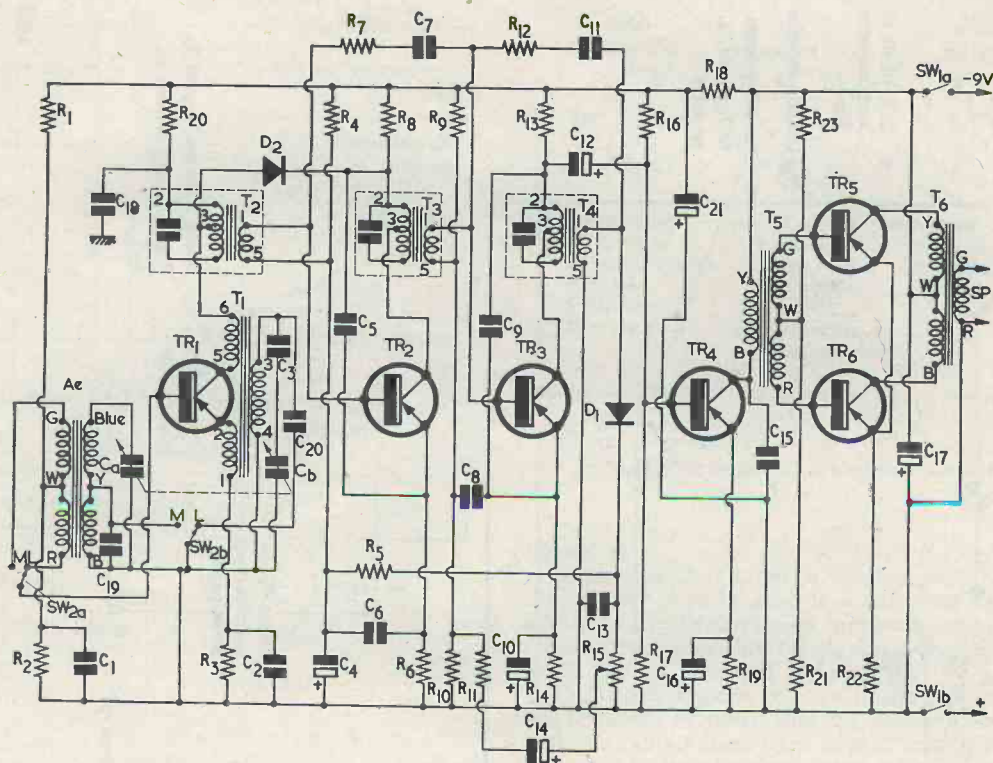 R7 C7 R12 C11
R18 SW1a -9V
R1 R20 R4 R8 R9 R13 R16 R23
D2 C12
C18 2 3 T2 1 5 2 3 T3 5 2 3 T4 5 C21 TR5 T6
T5 G Y
Y W G SP
6 T1 C5 C9 W R
TR1 5 C3 TR2 TR3 TR4 B R TR6 B
Ae 3
G Blue 2 4 C20 D1
Ca Cb C15 C17
W Y 1 C8
M L
R B SW2b R5
ML C19
SW2a C6 C13
R2 C1 R3 C2 C4 + R6 R10 R11 C10 + R14 R15 R17 C16 + R19 R21 R22 SW1b +
C14 +